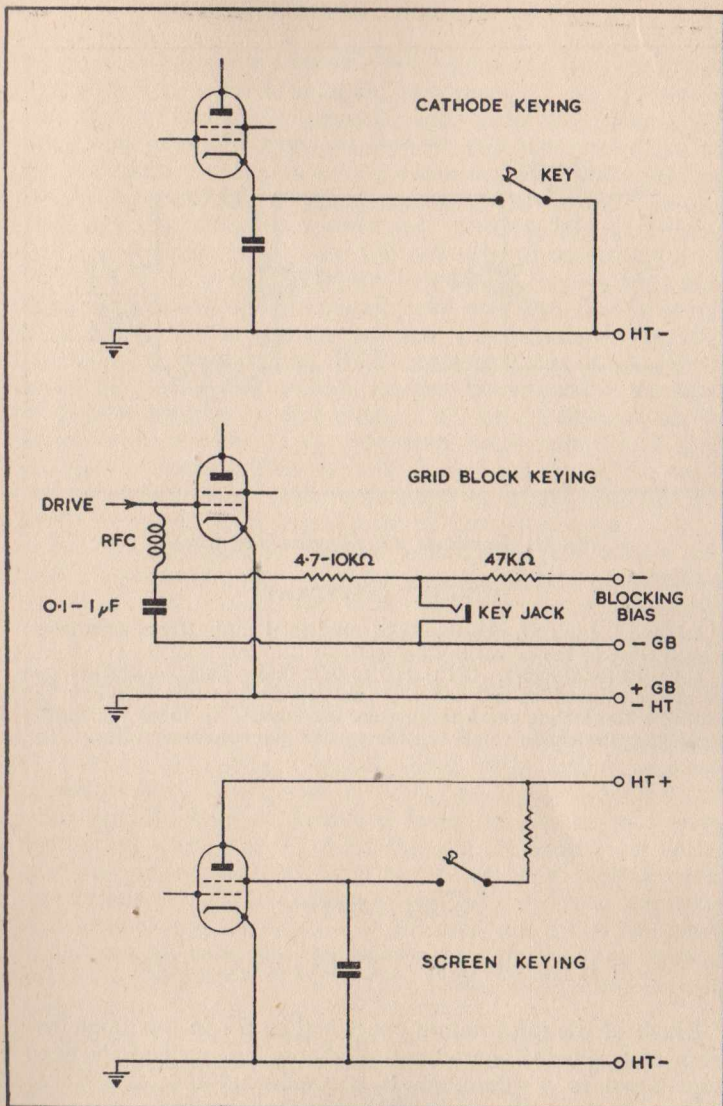 CATHODE KEYING
KEY
HT-
GRID BLOCK KEYING
DRIVE
RFC
4.7-10KΩ
47KΩ
-
BLOCKING
BIAS
0.1-1µF
KEY JACK
- GB
+ GB
- HT
HT+
SCREEN KEYING
HT-